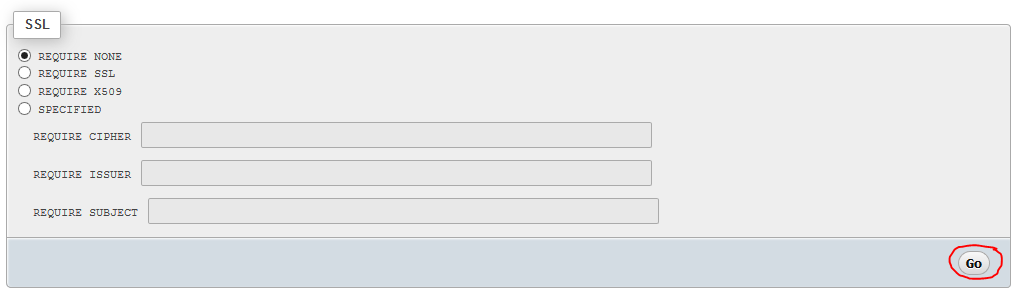 SSL
REQUIRE NONE
REQUIRE SSL
REQUIRE X509
SPECIFIED
REQUIRE CIPHER
REQUIRE ISSUER
REQUIRE SUBJECT
Go